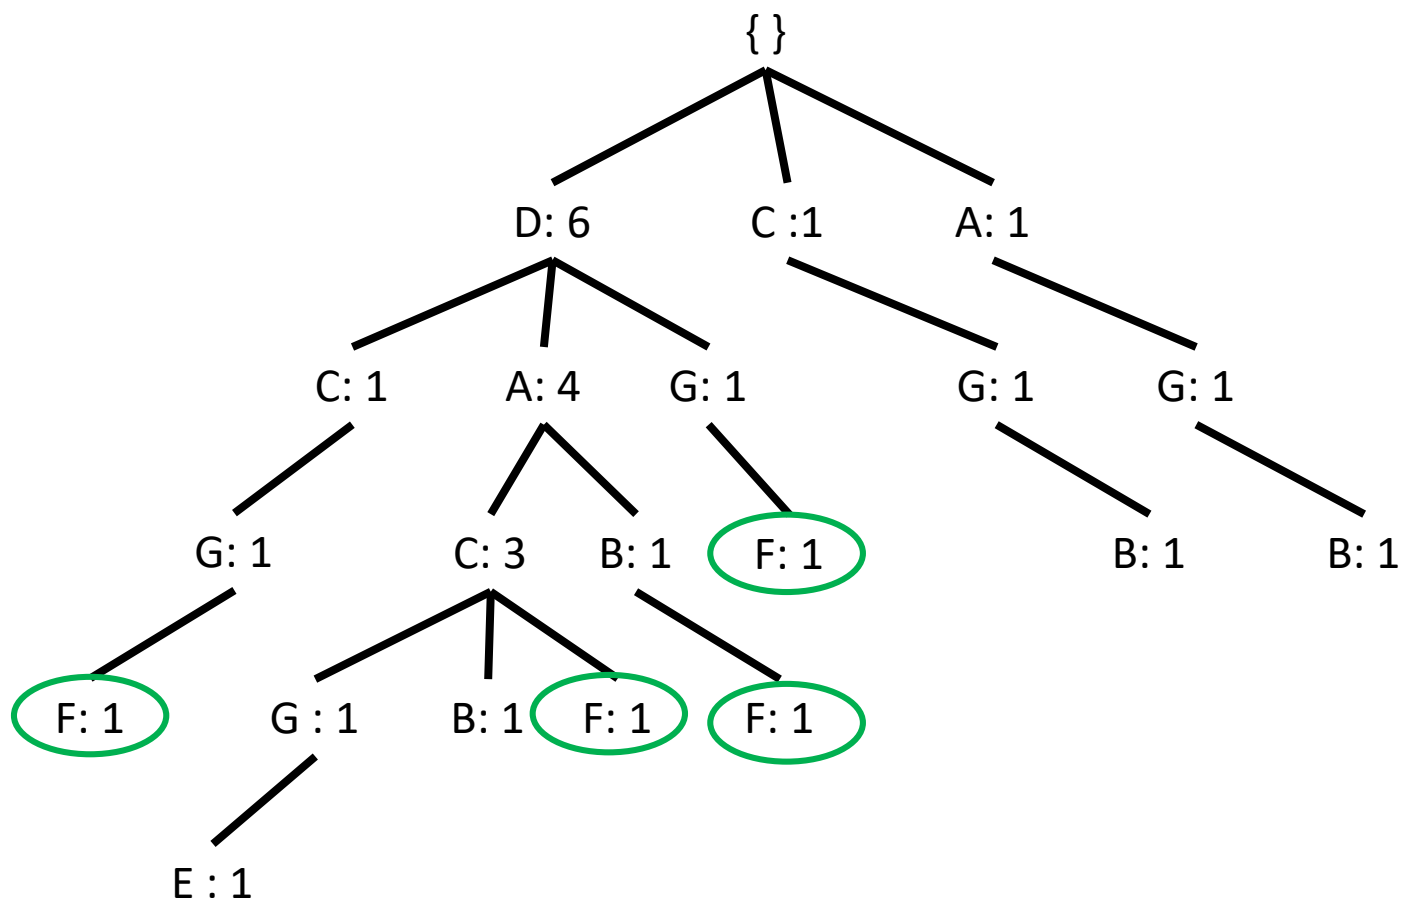 { }
D: 6 C :1 A: 1
C: 1 A: 4 G: 1 G: 1 G: 1
G: 1 C: 3 B: 1 F: 1 B: 1 B: 1
F: 1 G : 1 B: 1 F: 1 F: 1
E : 1